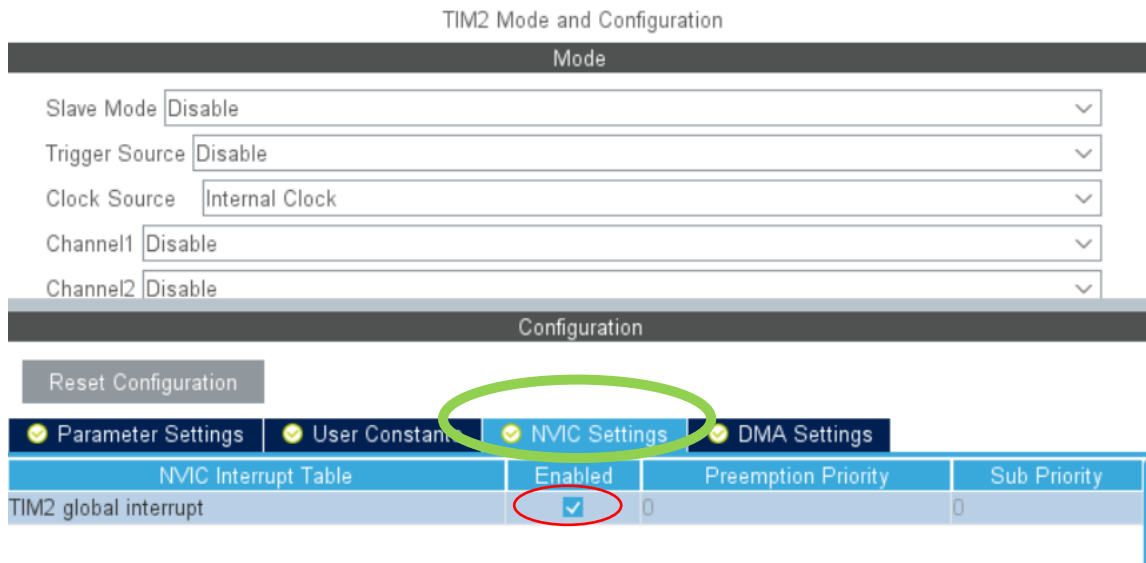 TIM2 Mode and Configuration
Mode
Slave Mode Disable
Trigger Source Disable
Clock Source Internal Clock
Channel1 Disable
Channel2 Disable
Configuration
Reset Configuration
Parameter Settings User Constants NVIC Settings DMA Settings
NVIC Interrupt Table Enabled Preemption Priority Sub Priority
TIM2 global interrupt 0 0